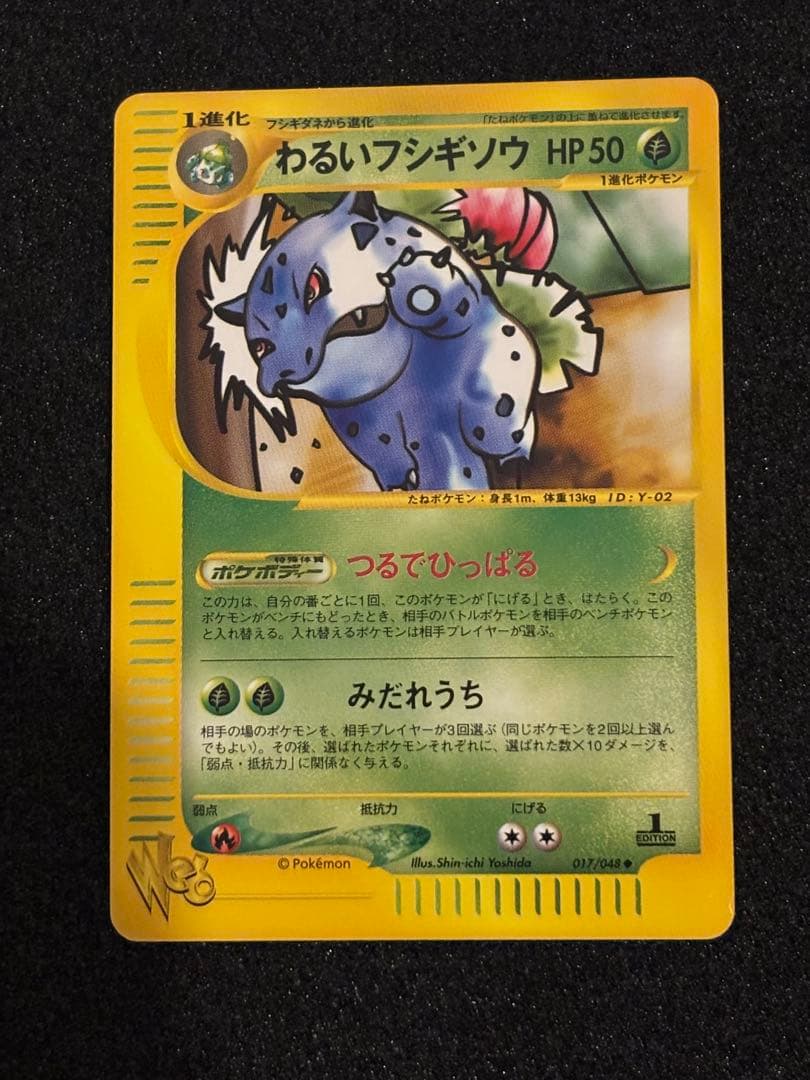 1進化 フシギダネから進化 「たねポケモン」の上に重ねて進化させます。
わるいフシギソウ HP50
1進化ポケモン
たねポケモン：身長1m、体重13kg ID：Y-02
特殊体質
ポケボディー つるでひっぱる
この力は、自分の番ごとに1回、このポケモンが「にげる」とき、はたらく。この
ポケモンがベンチにもどったとき、相手のバトルポケモンを相手のベンチポケモン
と入れ替える。入れ替えるポケモンは相手プレイヤーが選ぶ。
みだれうち
相手の場のポケモンを、相手プレイヤーが3回選ぶ（同じポケモンを2回以上選ん
でもよい）。その後、選ばれたポケモンそれぞれに、選ばれた数×10ダメージを、
「弱点・抵抗力」に関係なく与える。
弱点 抵抗力 にげる
1
EDITION
Web
© Pokémon Illus.Shin-ichi Yoshida 017/048